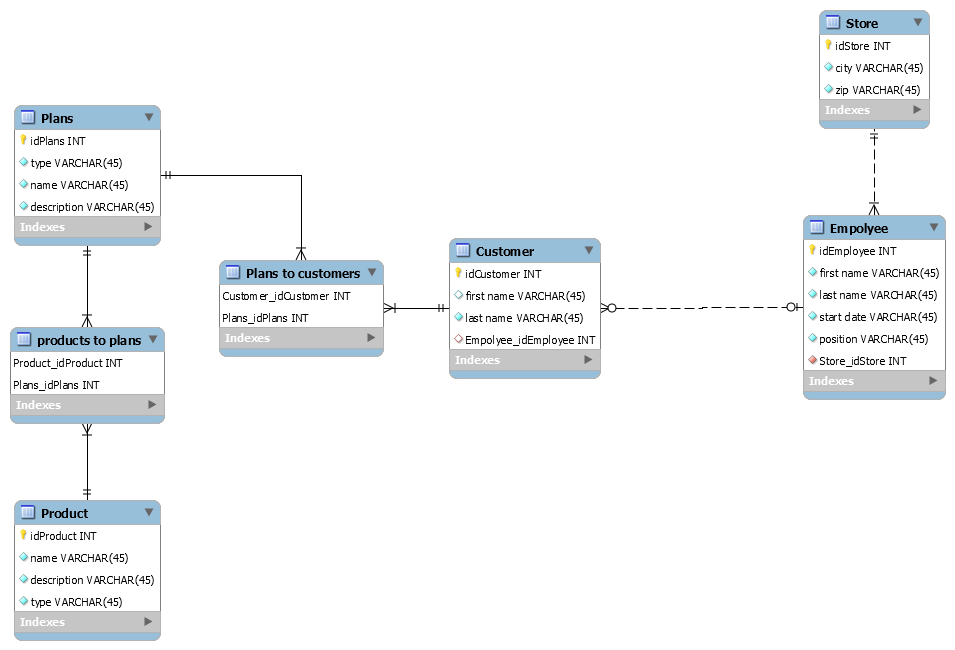 Store
idStore INT
city VARCHAR(45)
zip VARCHAR(45)
Indexes
Plans
idPlans INT
type VARCHAR(45)
name VARCHAR(45)
description VARCHAR(45)
Indexes
Plans to customers
Customer_idCustomer INT
Plans_idPlans INT
Indexes
Customer
idCustomer INT
first name VARCHAR(45)
last name VARCHAR(45)
Empolyee_idEmployee INT
Indexes
Empolyee
idEmployee INT
first name VARCHAR(45)
last name VARCHAR(45)
start date VARCHAR(45)
position VARCHAR(45)
Store_idStore INT
Indexes
products to plans
Product_idProduct INT
Plans_idPlans INT
Indexes
Product
idProduct INT
name VARCHAR(45)
description VARCHAR(45)
type VARCHAR(45)
Indexes